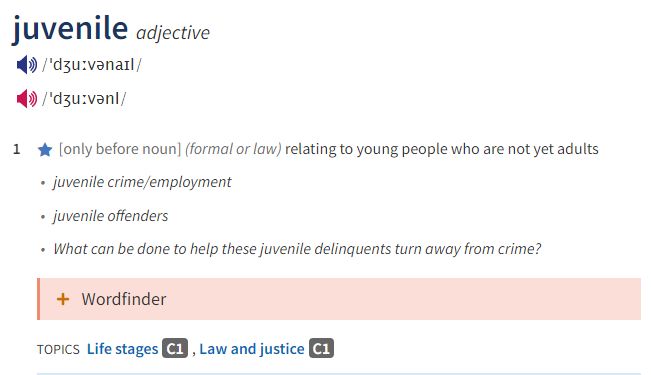 juvenile adjective
/ˈdʒuːvənaɪl/
/ˈdʒuːvənl/
1 [only before noun] (formal or law) relating to young people who are not yet adults
• juvenile crime/employment
• juvenile offenders
• What can be done to help these juvenile delinquents turn away from crime?
+ Wordfinder
TOPICS Life stages C1 , Law and justice C1